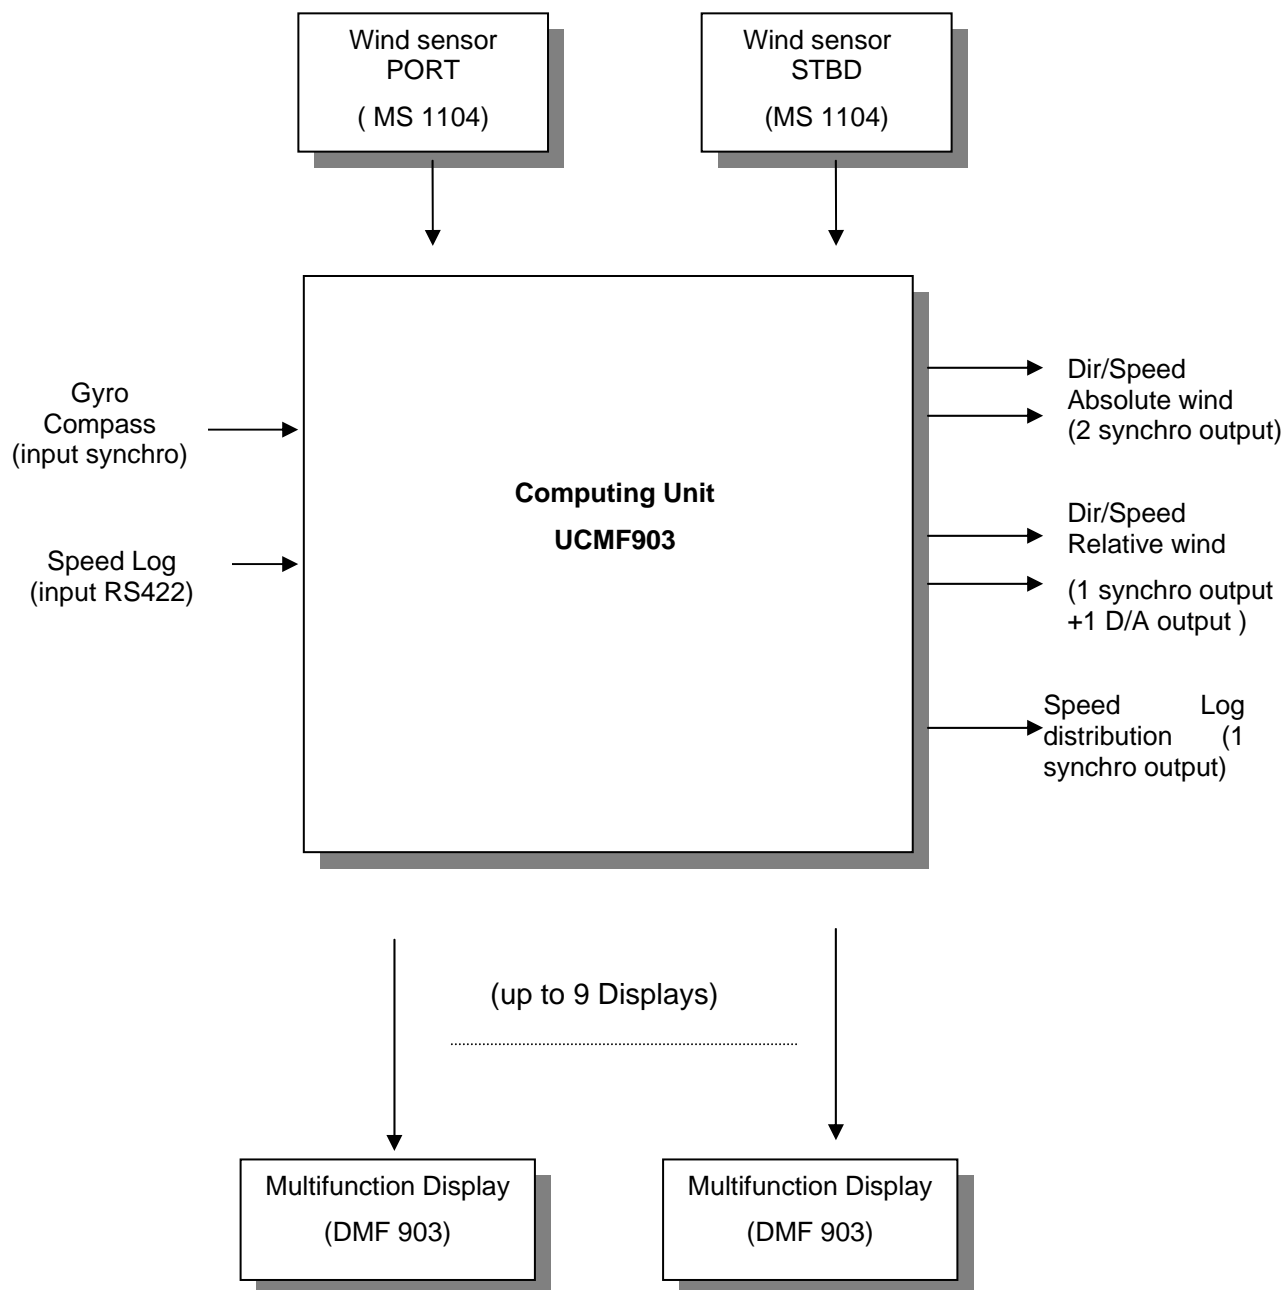 Wind sensor
PORT
( MS 1104)
Wind sensor
STBD
(MS 1104)
Gyro
Compass
(input synchro)
Speed Log
(input RS422)
Computing Unit
UCMF903
Dir/Speed
Absolute wind
(2 synchro output)
Dir/Speed
Relative wind
(1 synchro output
+1 D/A output )
Speed Log
distribution (1
synchro output)
(up to 9 Displays)
Multifunction Display
(DMF 903)
Multifunction Display
(DMF 903)